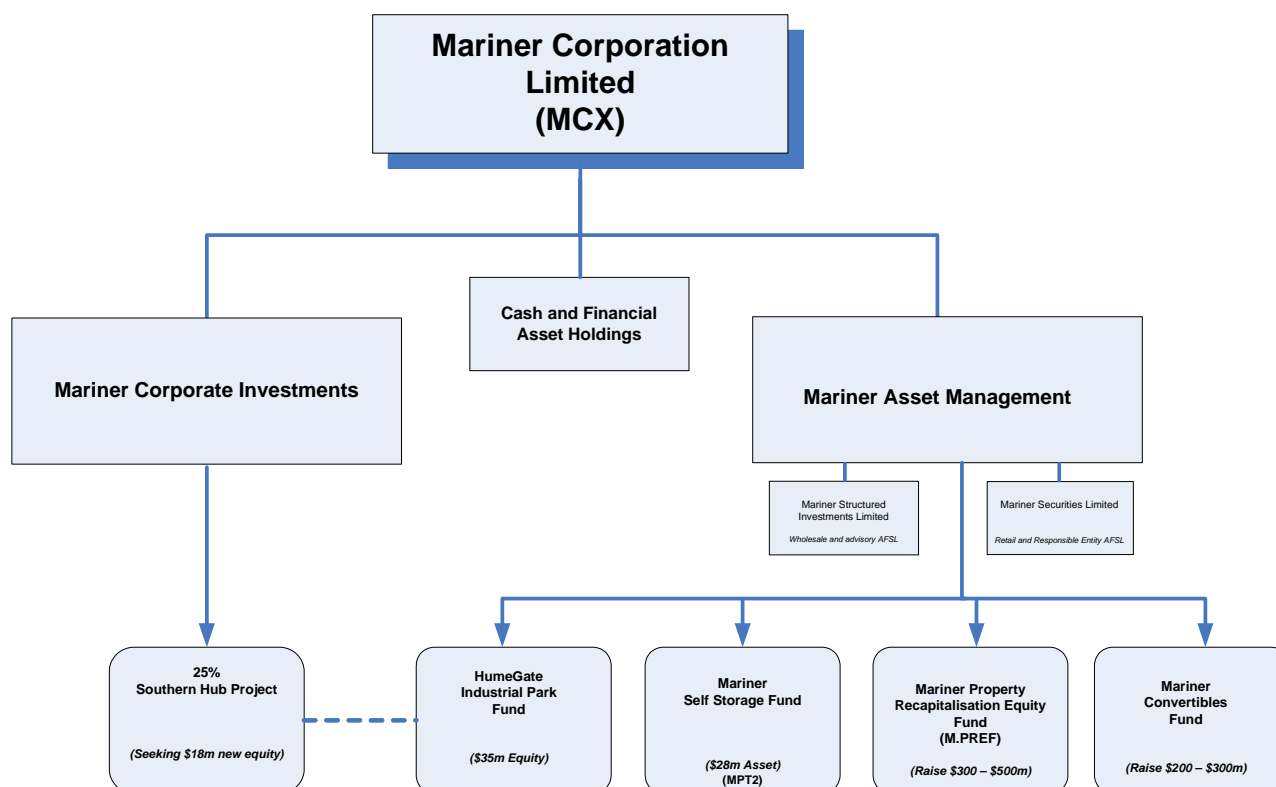 Mariner Corporation
Limited
(MCX)
Cash and Financial
Asset Holdings
Mariner Corporate Investments
Mariner Asset Management
Mariner Structured
Investments Limited
Wholesale and advisory AFSL
Mariner Securities Limited
Retail and Responsible Entity AFSL
25%
Southern Hub Project
(Seeking $18m new equity)
HumeGate
Industrial Park
Fund
($35m Equity)
Mariner
Self Storage Fund
($28m Asset)
(MPT2)
Mariner Property
Recapitalisation Equity
Fund
(M.PREF)
(Raise $300 – $500m)
Mariner
Convertibles
Fund
(Raise $200 – $300m)